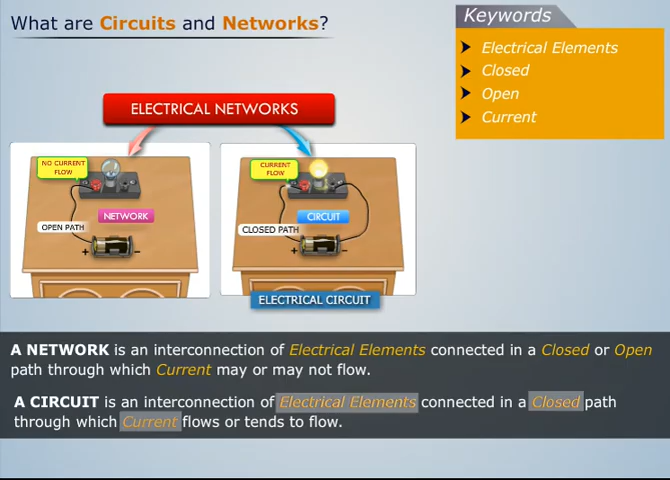 What are Circuits and Networks?
Keywords
Electrical Elements
Closed
Open
Current
ELECTRICAL NETWORKS
NO CURRENT
FLOW
NETWORK
OPEN PATH
+ −
CURRENT
FLOW
CIRCUIT
CLOSED PATH
+ −
ELECTRICAL CIRCUIT
A NETWORK is an interconnection of Electrical Elements connected in a Closed or Open
path through which Current may or may not flow.
A CIRCUIT is an interconnection of Electrical Elements connected in a Closed path
through which Current flows or tends to flow.